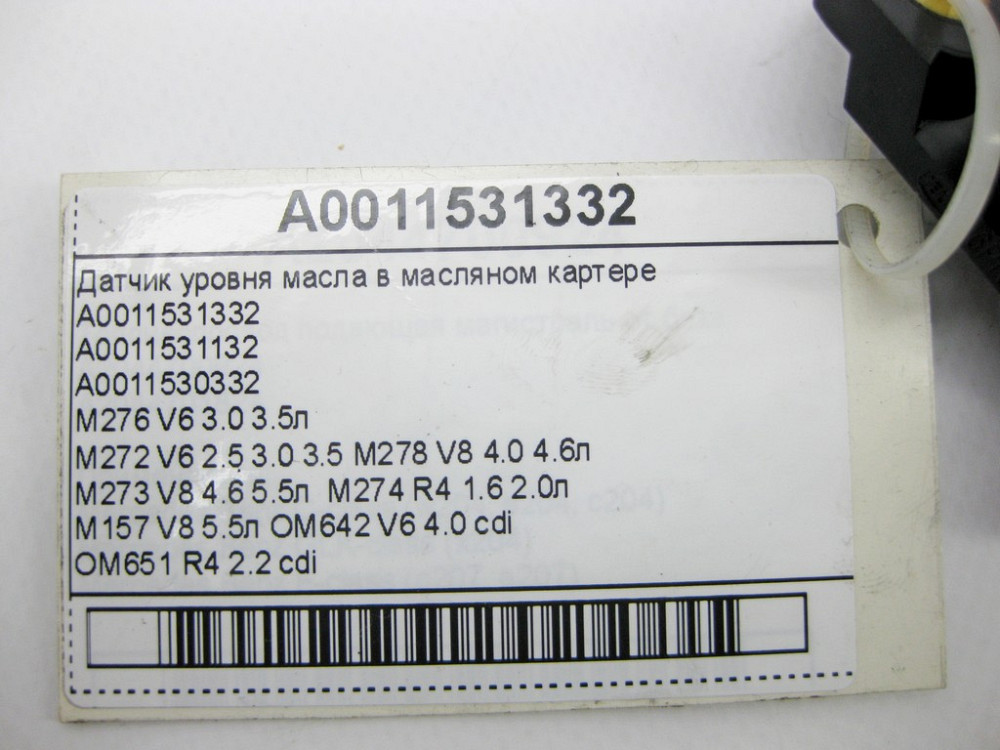 A0011531332
Датчик уровня масла в масляном картере
A0011531332
A0011531132
A0011530332
M276 V6 3.0 3.5л
M272 V6 2.5 3.0 3.5 M278 V8 4.0 4.6л
M273 V8 4.6 5.5л M274 R4 1.6 2.0л
M157 V8 5.5л OM642 V6 4.0 cdi
OM651 R4 2.2 cdi